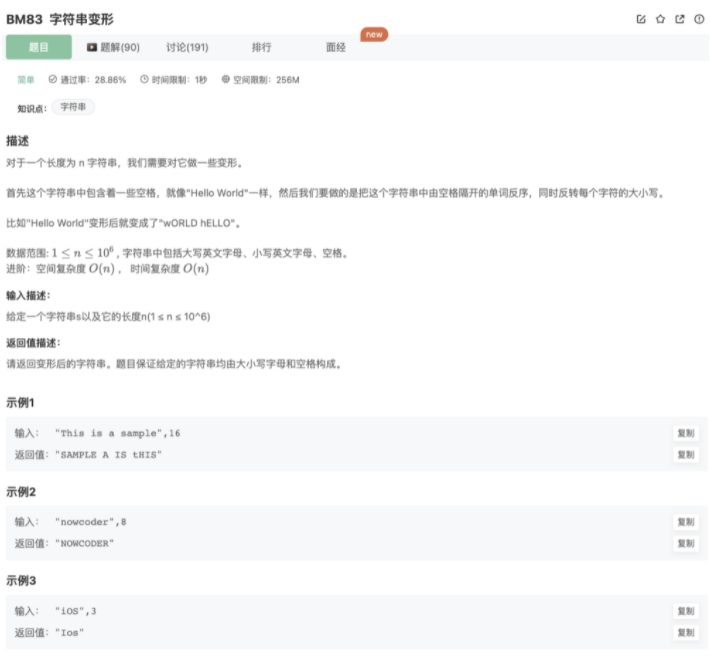 BM83 字符串变形
题目 题解(90) 讨论(191) 排行 面经 new
简单 通过率：28.86% 时间限制：1秒 空间限制：256M
知识点： 字符串
描述
对于一个长度为 n 字符串，我们需要对它做一些变形。
首先这个字符串中包含着一些空格，就像"Hello World"一样，然后我们要做的是把这个字符串中由空格隔开的单词反序，同时反转每个字符的大小写。
比如"Hello World"变形后就变成了"wORLD hELLO"。
数据范围: 1 ≤ n ≤ 10⁶ , 字符串中包括大写英文字母、小写英文字母、空格。
进阶：空间复杂度 O(n) ， 时间复杂度 O(n)
输入描述：
给定一个字符串s以及它的长度n(1 ≤ n ≤ 10^6)
返回值描述：
请返回变形后的字符串。题目保证给定的字符串均由大小写字母和空格构成。
示例1
输入： "This is a sample",16 复制
返回值： "SAMPLE A IS tHIS" 复制
示例2
输入： "nowcoder",8 复制
返回值： "NOWCODER" 复制
示例3
输入： "iOS",3 复制
返回值： "Ios" 复制